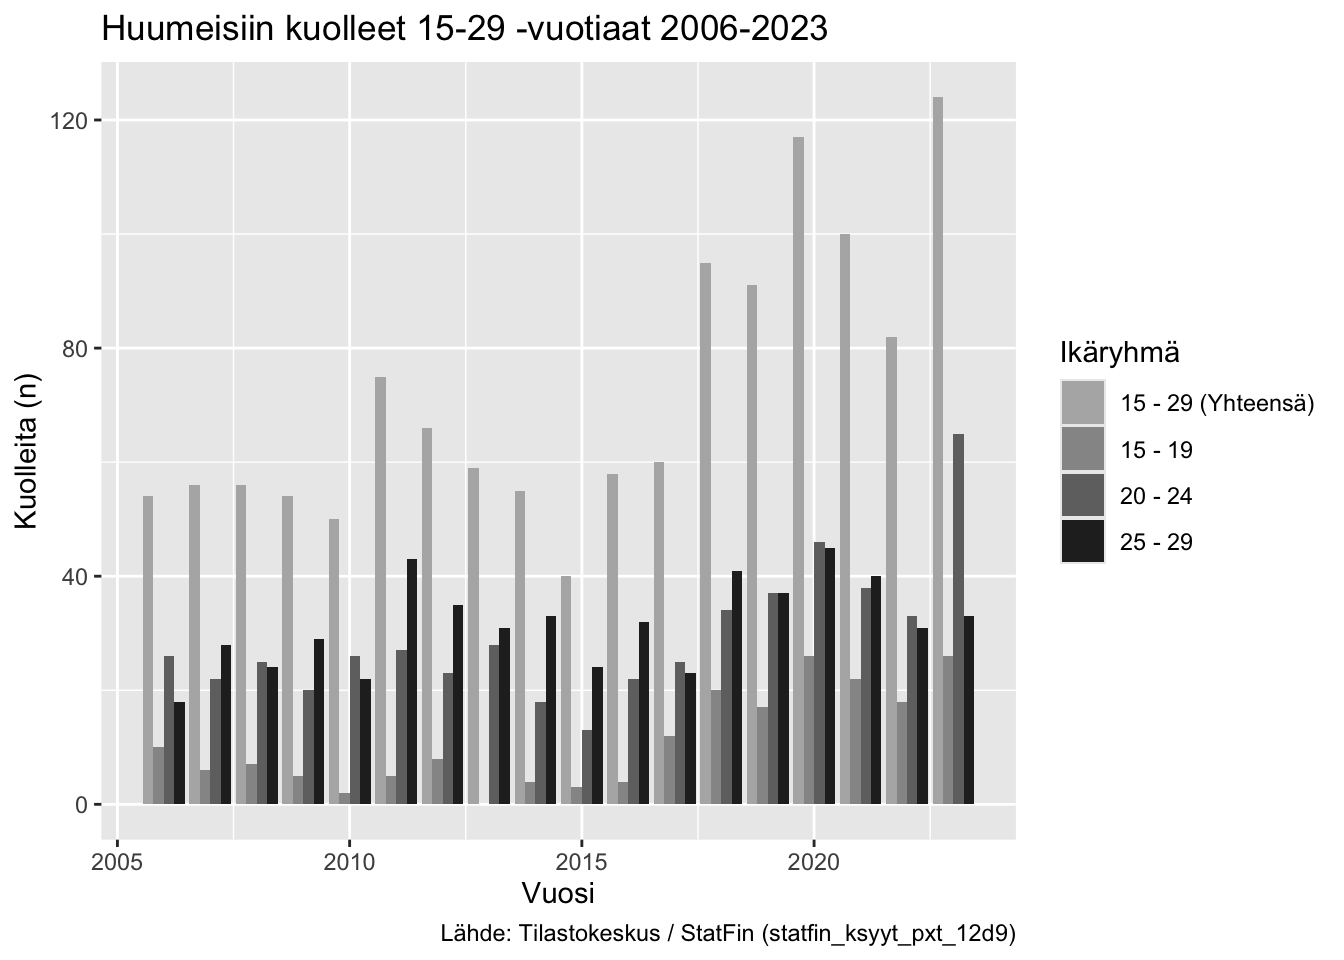 Huumeisiin kuolleet 15-29 -vuotiaat 2006-2023
Kuolleita (n)
120
80
40
0
2005
2010
2015
2020
Vuosi
Ikäryhmä
15 - 29 (Yhteensä)
15 - 19
20 - 24
25 - 29
Lähde: Tilastokeskus / StatFin (statfin_ksyyt_pxt_12d9)